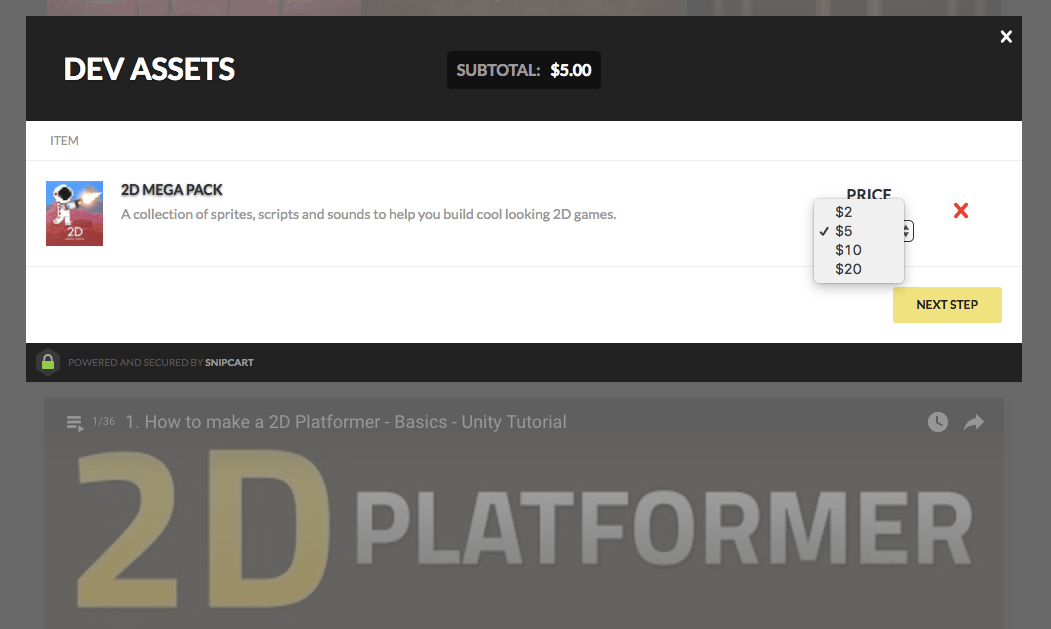 DEV ASSETS
SUBTOTAL: $5.00
ITEM
2D MEGA PACK
A collection of sprites, scripts and sounds to help you build cool looking 2D games.
2D
PRICE
$2
$5
$10
$20
NEXT STEP
POWERED AND SECURED BY SNIPCART
1/36 1. How to make a 2D Platformer - Basics - Unity Tutorial
2D PLATFORMER